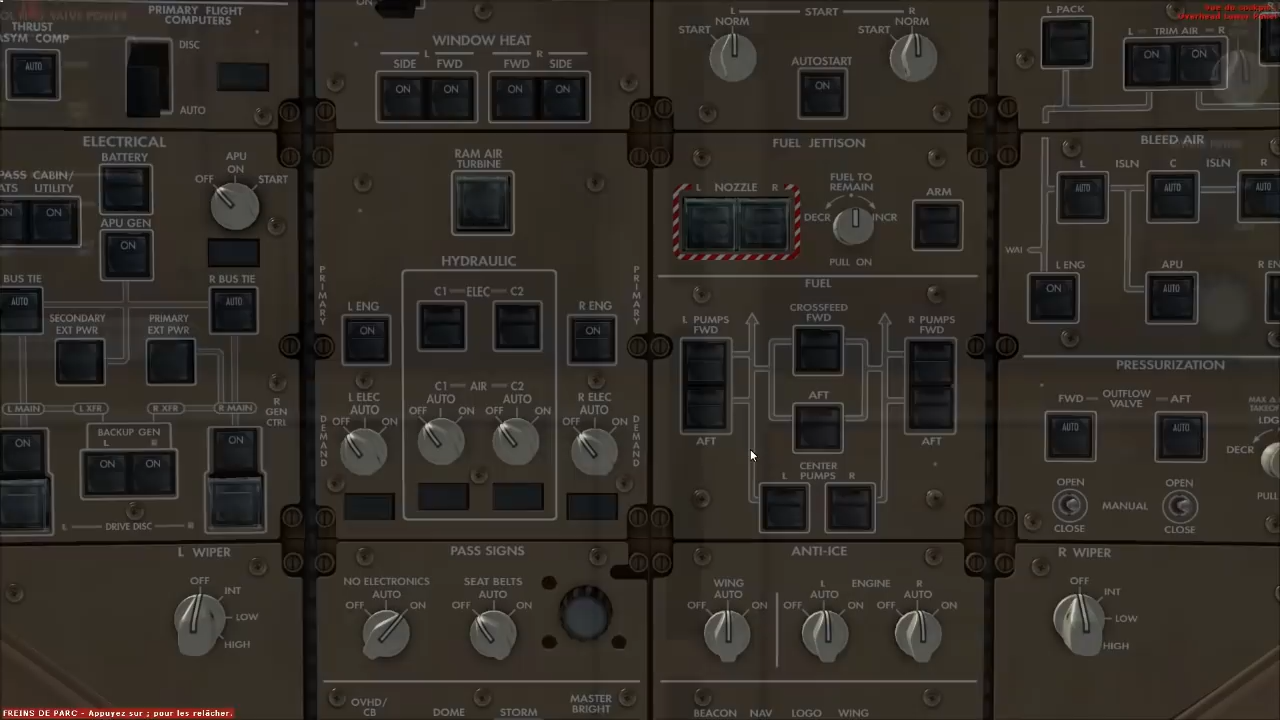 PRIMARY FLIGHT
COMPUTERS
THRUST
ASYM COMP
AUTO
DISC
AUTO
ELECTRICAL
BATTERY
APU
ON
OFF
START
CABIN/
UTILITY
ON
APU GEN
ON
BUS TIE
AUTO
R BUS TIE
AUTO
SECONDARY
EXT PWR
PRIMARY
EXT PWR
L MAIN
L XFR
R XFR
R MAIN
R
GEN
CTRL
ON
BACKUP GEN
L
R
ON
ON
ON
L
DRIVE DISC
R
L WIPER
OFF
INT
LOW
HIGH
ON
WINDOW HEAT
L
R
SIDE
FWD
FWD
SIDE
ON
ON
ON
ON
RAM AIR
TURBINE
HYDRAULIC
PRIMARY
PRIMARY
C1
ELEC
C2
L ENG
ON
R ENG
ON
C1
AIR
C2
L ELEC
AUTO
OFF
ON
AUTO
OFF
ON
AUTO
OFF
ON
R ELEC
AUTO
OFF
ON
DEMAND
DEMAND
PASS SIGNS
NO ELECTRONICS
AUTO
OFF
ON
SEAT BELTS
AUTO
OFF
ON
OVHD/
CB
DOME
STORM
MASTER
BRIGHT
L
START
R
START
NORM
START
NORM
AUTOSTART
ON
FUEL JETTISON
L
NOZZLE
R
FUEL TO
REMAIN
DECR
INCR
PULL ON
ARM
FUEL
L PUMPS
FWD
AFT
CROSSFEED
FWD
AFT
R PUMPS
FWD
AFT
CENTER
L
PUMPS
R
ANTI-ICE
WING
AUTO
OFF
ON
L
ENGINE
R
AUTO
OFF
ON
AUTO
OFF
ON
BEACON
NAV
LOGO
WING
L PACK
L
TRIM AIR
R
ON
ON
BLEED AIR
L
ISLN
C
ISLN
R
AUTO
AUTO
AUTO
WAI
L ENG
ON
APU
AUTO
ON
PRESSURIZATION
FWD
OUTFLOW
VALVE
AFT
AUTO
AUTO
DECR
OPEN
CLOSE
MANUAL
OPEN
CLOSE
R WIPER
OFF
INT
LOW
HIGH
FREINS DE PARC - Appuyez sur ; pour les relâcher.